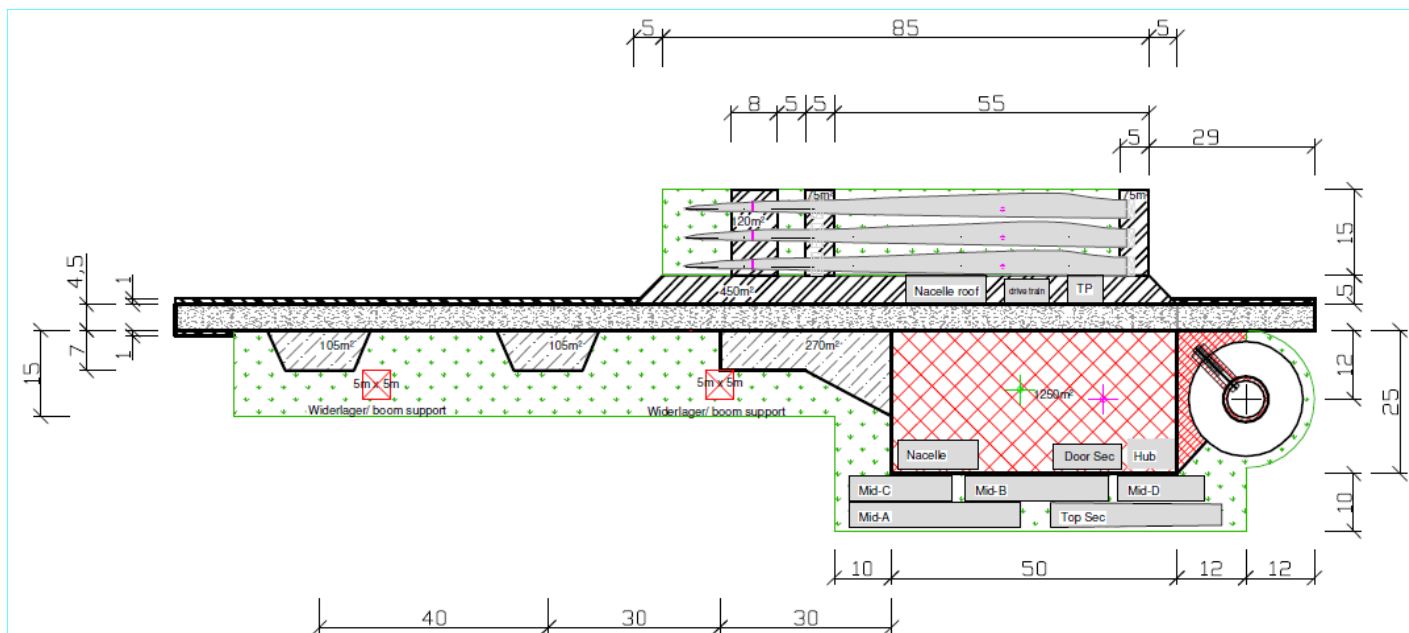 5 85 5
8 5 5 55
5 29
75m² 75m²
120m²
15
4,5 1
450m² Nacelle roof drive train TP
5
105m² 105m² 270m²
7 1
15
5m x 5m 5m x 5m
1250m²
12
25
Widerlager/ boom support Widerlager/ boom support
Nacelle Door Sec Hub
Mid-C Mid-B Mid-D
Mid-A Top Sec
10
10 50 12 12
40 30 30